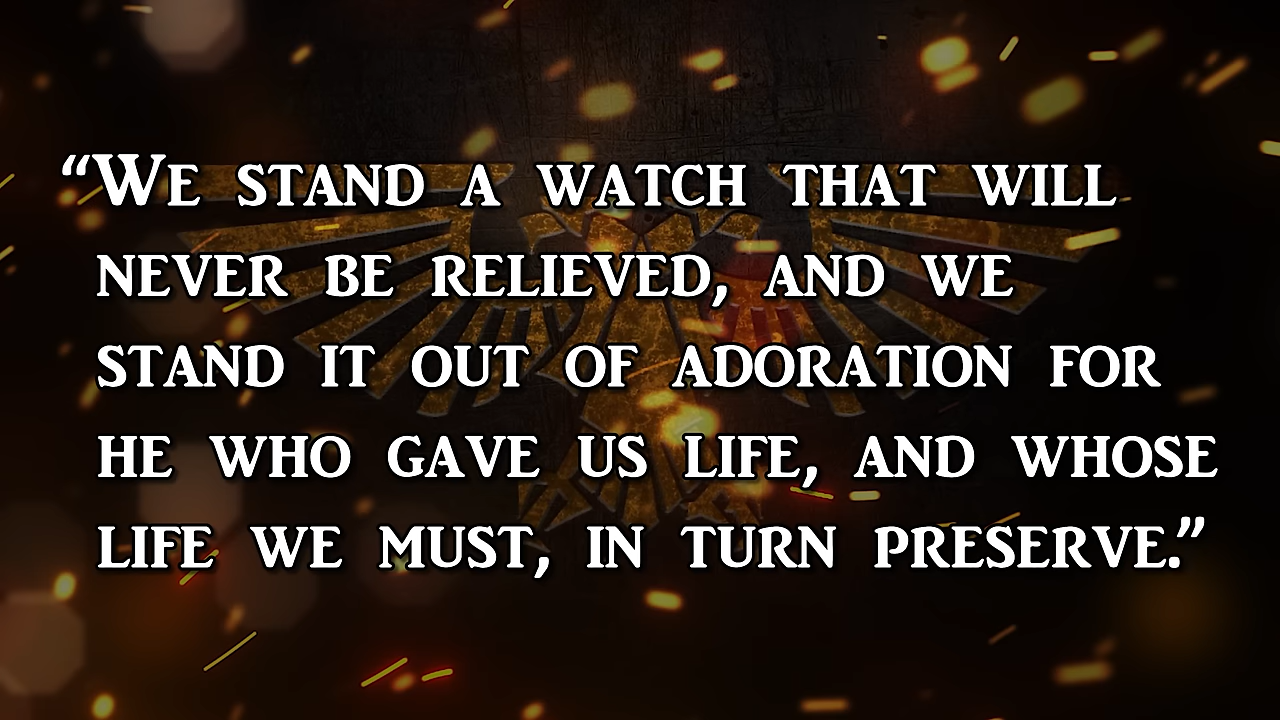 “We stand a watch that will
never be relieved, and we
stand it out of adoration for
he who gave us life, and whose
life we must, in turn preserve.”